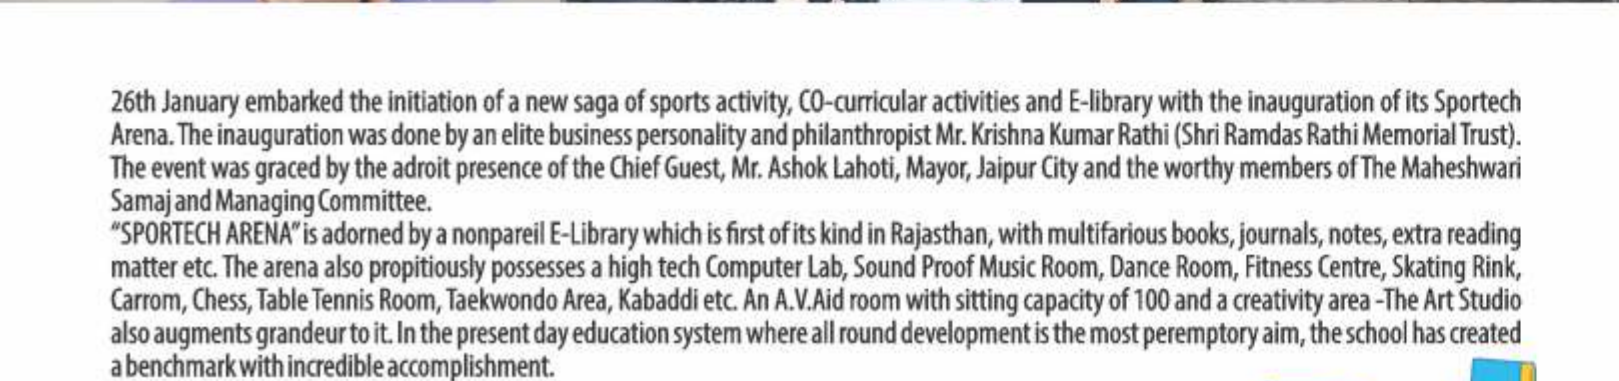 26th January embarked the initiation of a new saga of sports activity, CO-curricular activities and E-library with the inauguration of its Sportech
Arena. The inauguration was done by an elite business personality and philanthropist Mr. Krishna Kumar Rathi (Shri Ramdas Rathi Memorial Trust).
The event was graced by the adroit presence of the Chief Guest, Mr. Ashok Lahoti, Mayor, Jaipur City and the worthy members of The Maheshwari
Samaj and Managing Committee.
"SPORTECH ARENA" is adorned by a nonpareil E-Library which is first of its kind in Rajasthan, with multifarious books, journals, notes, extra reading
matter etc. The arena also propitiously possesses a high tech Computer Lab, Sound Proof Music Room, Dance Room, Fitness Centre, Skating Rink,
Carrom, Chess, Table Tennis Room, Taekwondo Area, Kabaddi etc. An A.V.Aid room with sitting capacity of 100 and a creativity area -The Art Studio
also augments grandeur to it. In the present day education system where all round development is the most peremptory aim, the school has created
a benchmark with incredible accomplishment.